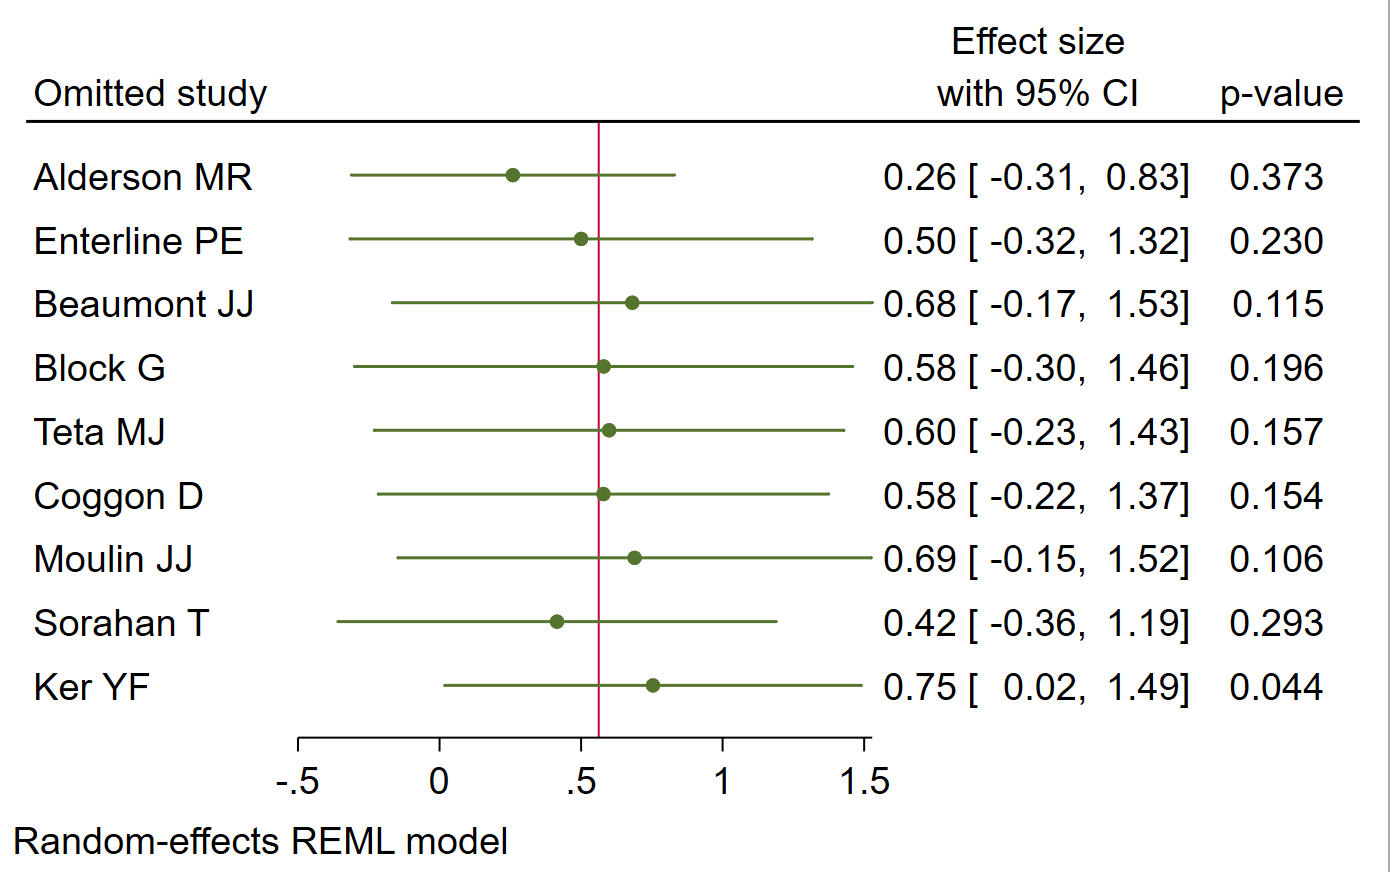 Effect size
Omitted study with 95% CI p-value
Alderson MR 0.26 [ -0.31, 0.83] 0.373
Enterline PE 0.50 [ -0.32, 1.32] 0.230
Beaumont JJ 0.68 [ -0.17, 1.53] 0.115
Block G 0.58 [ -0.30, 1.46] 0.196
Teta MJ 0.60 [ -0.23, 1.43] 0.157
Coggon D 0.58 [ -0.22, 1.37] 0.154
Moulin JJ 0.69 [ -0.15, 1.52] 0.106
Sorahan T 0.42 [ -0.36, 1.19] 0.293
Ker YF 0.75 [ 0.02, 1.49] 0.044
-.5 0 .5 1 1.5
Random-effects REML model